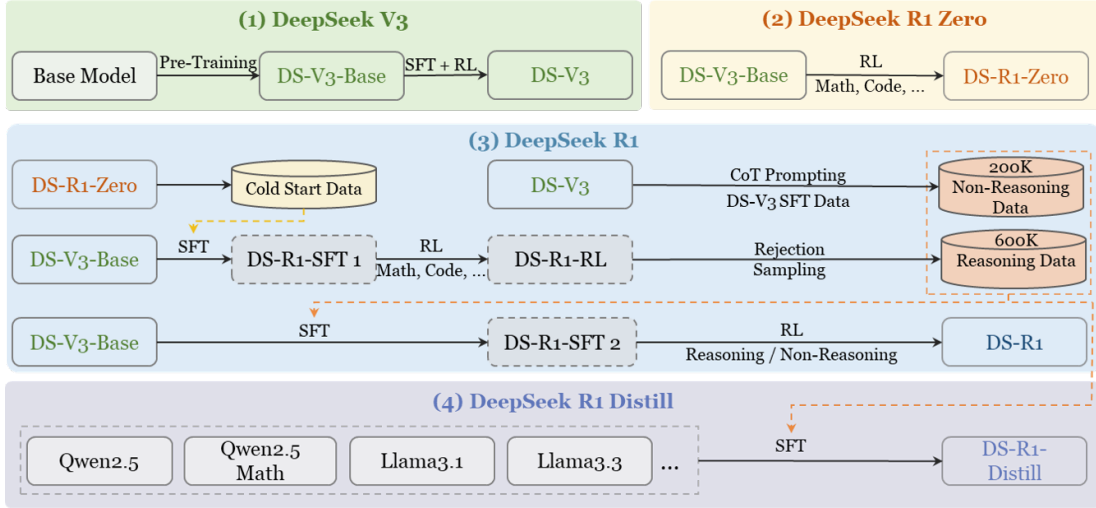 (1) DeepSeek V3
Base Model
Pre-Training
DS-V3-Base
SFT + RL
DS-V3
(2) DeepSeek R1 Zero
DS-V3-Base
RL
Math, Code, ...
DS-R1-Zero
(3) DeepSeek R1
DS-R1-Zero
Cold Start Data
DS-V3
CoT Prompting
DS-V3 SFT Data
200K
Non-Reasoning
Data
DS-V3-Base
SFT
DS-R1-SFT 1
RL
Math, Code, ...
DS-R1-RL
Rejection
Sampling
600K
Reasoning Data
DS-V3-Base
SFT
DS-R1-SFT 2
RL
Reasoning / Non-Reasoning
DS-R1
(4) DeepSeek R1 Distill
Qwen2.5
Qwen2.5
Math
Llama3.1
Llama3.3
...
SFT
DS-R1-
Distill